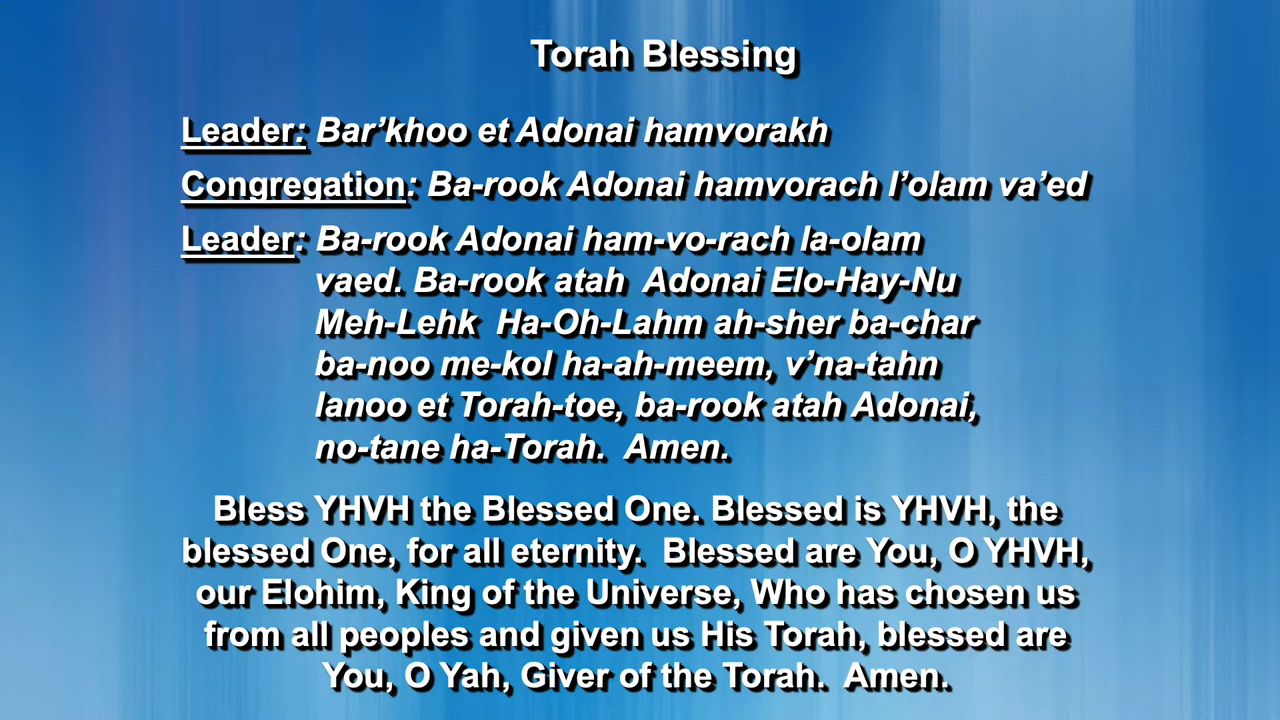 Torah Blessing
Leader: Bar’khoo et Adonai hamvorakh
Congregation: Ba-rook Adonai hamvorach l’olam va’ed
Leader: Ba-rook Adonai ham-vo-rach la-olam
vaed. Ba-rook atah Adonai Elo-Hay-Nu
Meh-Lehk Ha-Oh-Lahm ah-sher ba-char
ba-noo me-kol ha-ah-meem, v’na-tahn
lanoo et Torah-toe, ba-rook atah Adonai,
no-tane ha-Torah. Amen.
Bless YHVH the Blessed One. Blessed is YHVH, the
blessed One, for all eternity. Blessed are You, O YHVH,
our Elohim, King of the Universe, Who has chosen us
from all peoples and given us His Torah, blessed are
You, O Yah, Giver of the Torah. Amen.